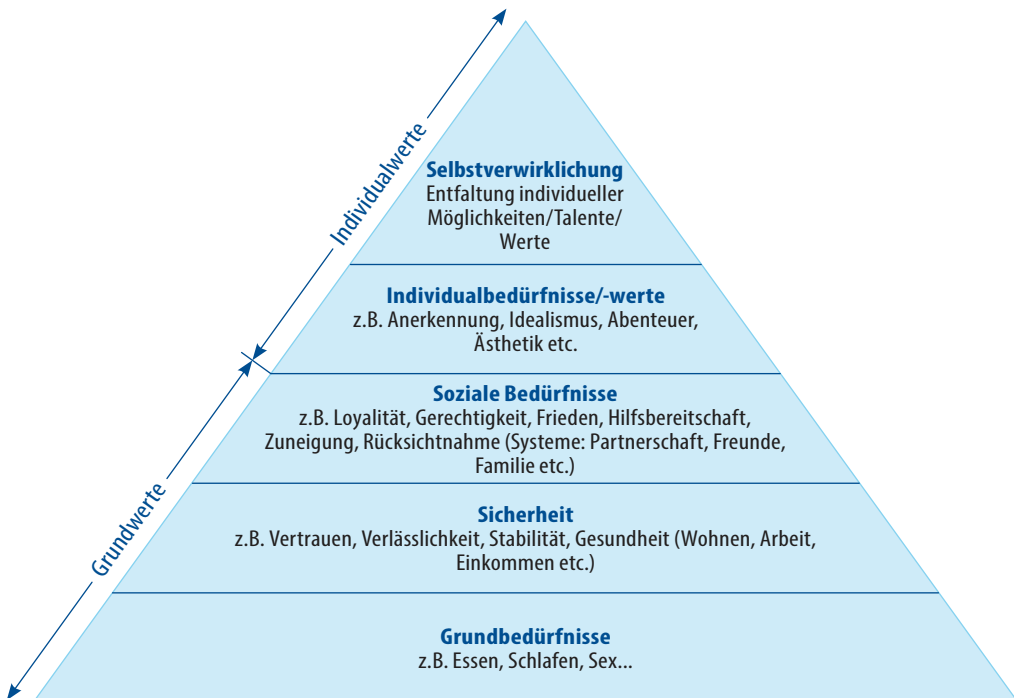 Individualwerte
Selbstverwirklichung
Entfaltung individueller
Möglichkeiten/Talente/
Werte
Individualbedürfnisse/-werte
z.B. Anerkennung, Idealismus, Abenteuer,
Ästhetik etc.
Grundwerte
Soziale Bedürfnisse
z.B. Loyalität, Gerechtigkeit, Frieden, Hilfsbereitschaft,
Zuneigung, Rücksichtnahme (Systeme: Partnerschaft, Freunde,
Familie etc.)
Sicherheit
z.B. Vertrauen, Verlässlichkeit, Stabilität, Gesundheit (Wohnen, Arbeit,
Einkommen etc.)
Grundbedürfnisse
z.B. Essen, Schlafen, Sex...